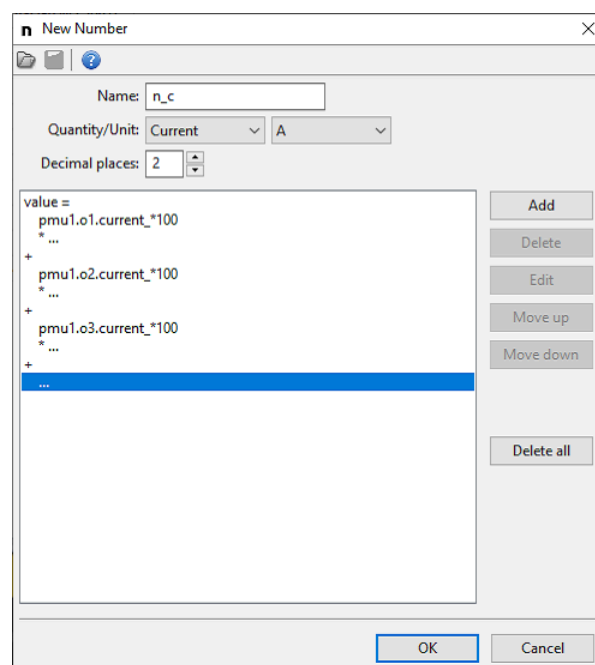 n New Number
Name: n_c
Quantity/Unit: Current A
Decimal places: 2
value =
pmu1.o1.current_*100
* ...
+
pmu1.o2.current_*100
* ...
+
pmu1.o3.current_*100
* ...
+
...
Add
Delete
Edit
Move up
Move down
Delete all
OK Cancel